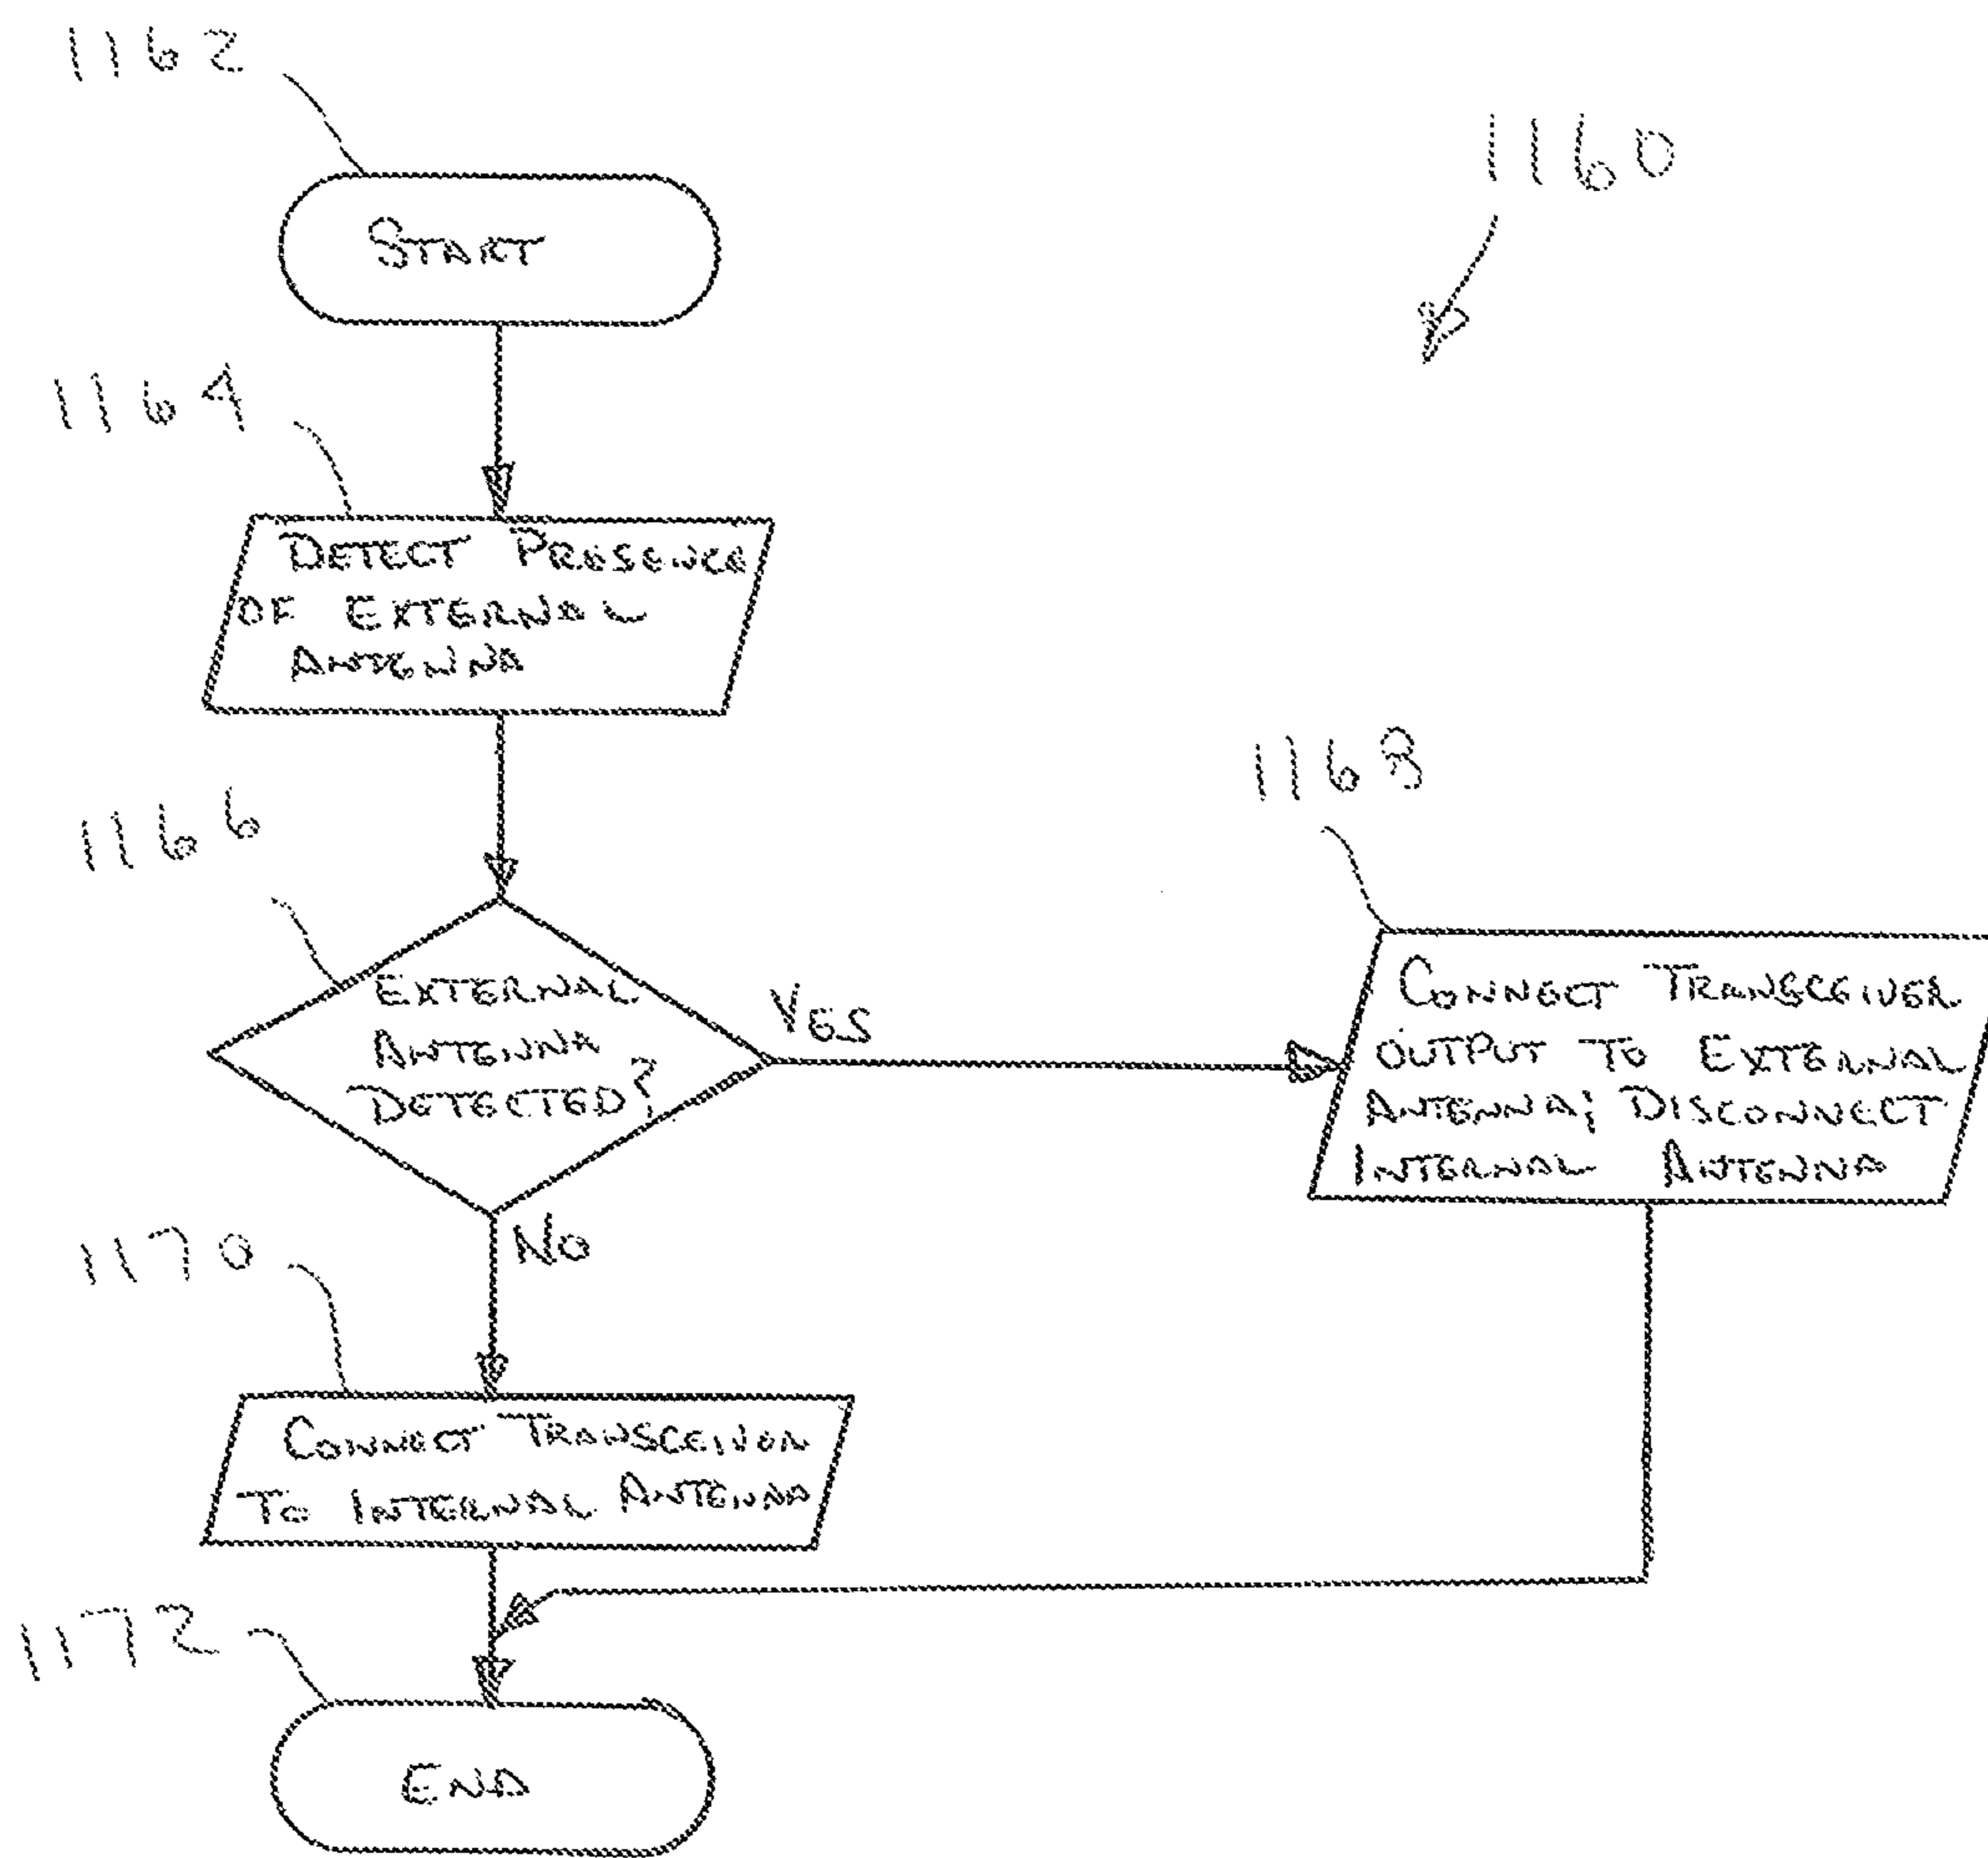 1162
1160
START
1164
DETECT PRESENCE
OF EXTERNAL
ANTENNA
1166
1168
EXTERNAL
ANTENNA
DETECTED?
YES
CONNECT TRANSCEIVER
OUTPUT TO EXTERNAL
ANTENNA; DISCONNECT
INTERNAL ANTENNA
NO
1170
CONNECT TRANSCEIVER
TO INTERNAL ANTENNA
1172
END